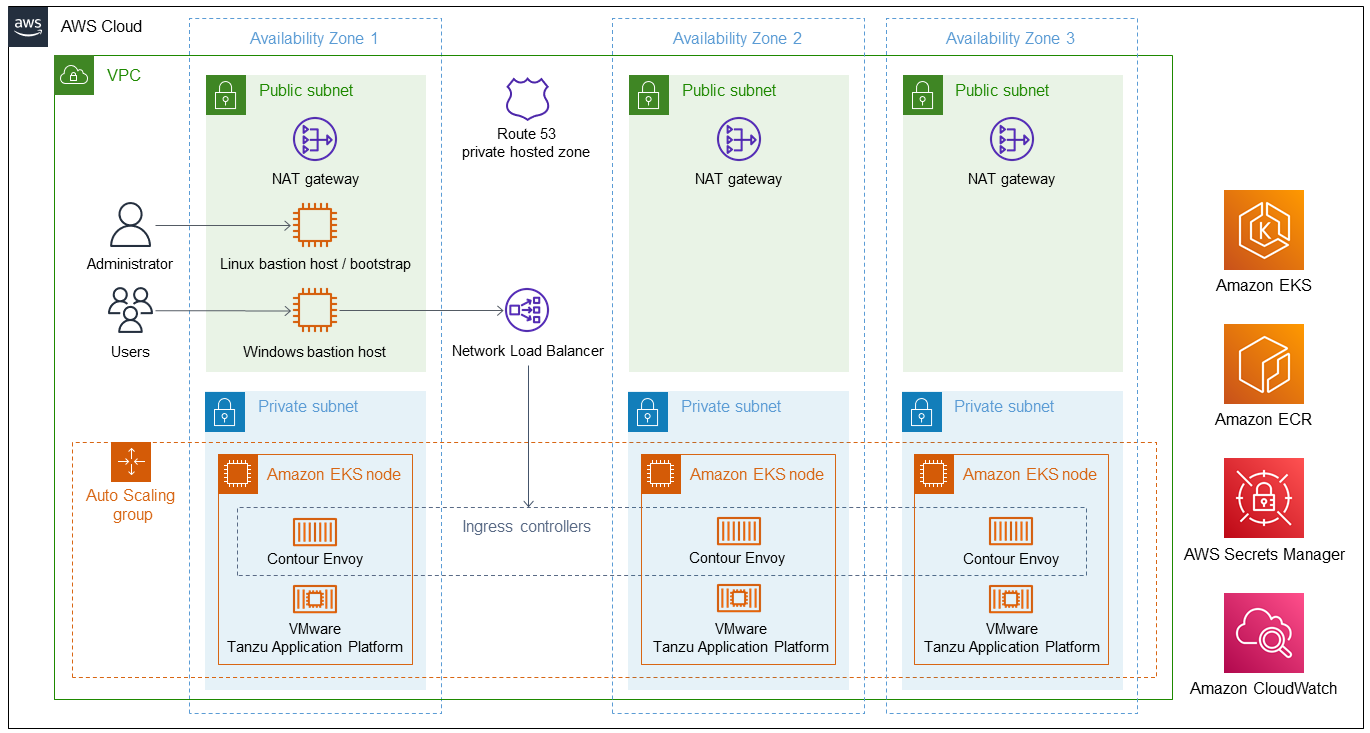 aws
AWS Cloud
Availability Zone 1
Availability Zone 2
Availability Zone 3
VPC
Public subnet
Public subnet
Public subnet
Route 53
private hosted zone
NAT gateway
NAT gateway
NAT gateway
Administrator
Linux bastion host / bootstrap
Users
Windows bastion host
Network Load Balancer
Private subnet
Private subnet
Private subnet
Auto Scaling
group
Amazon EKS node
Amazon EKS node
Amazon EKS node
Ingress controllers
Contour Envoy
Contour Envoy
Contour Envoy
VMware
Tanzu Application Platform
VMware
Tanzu Application Platform
VMware
Tanzu Application Platform
K
Amazon EKS
Amazon ECR
AWS Secrets Manager
Amazon CloudWatch